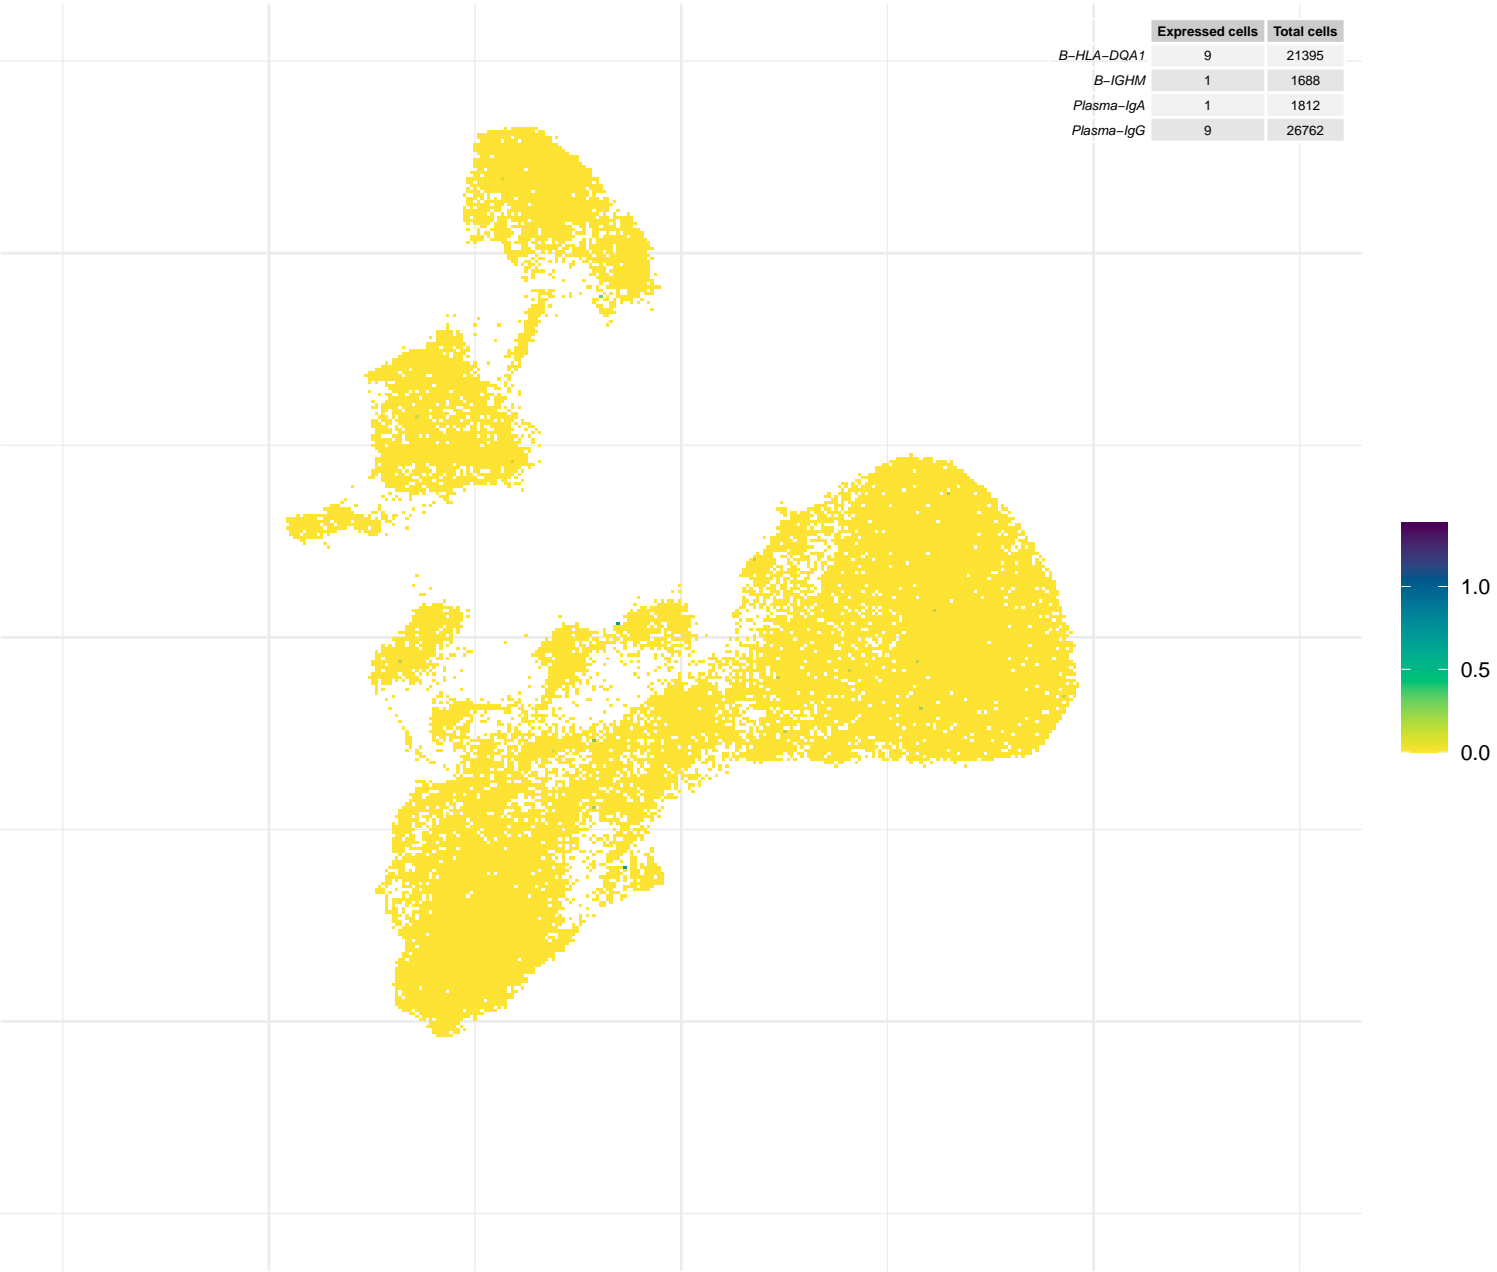 Expressed cells Total cells
B−HLA−DQA1 9 21395
B−IGHM 1 1688
Plasma−IgA 1 1812
Plasma−IgG 9 26762
1.0
0.5
0.0